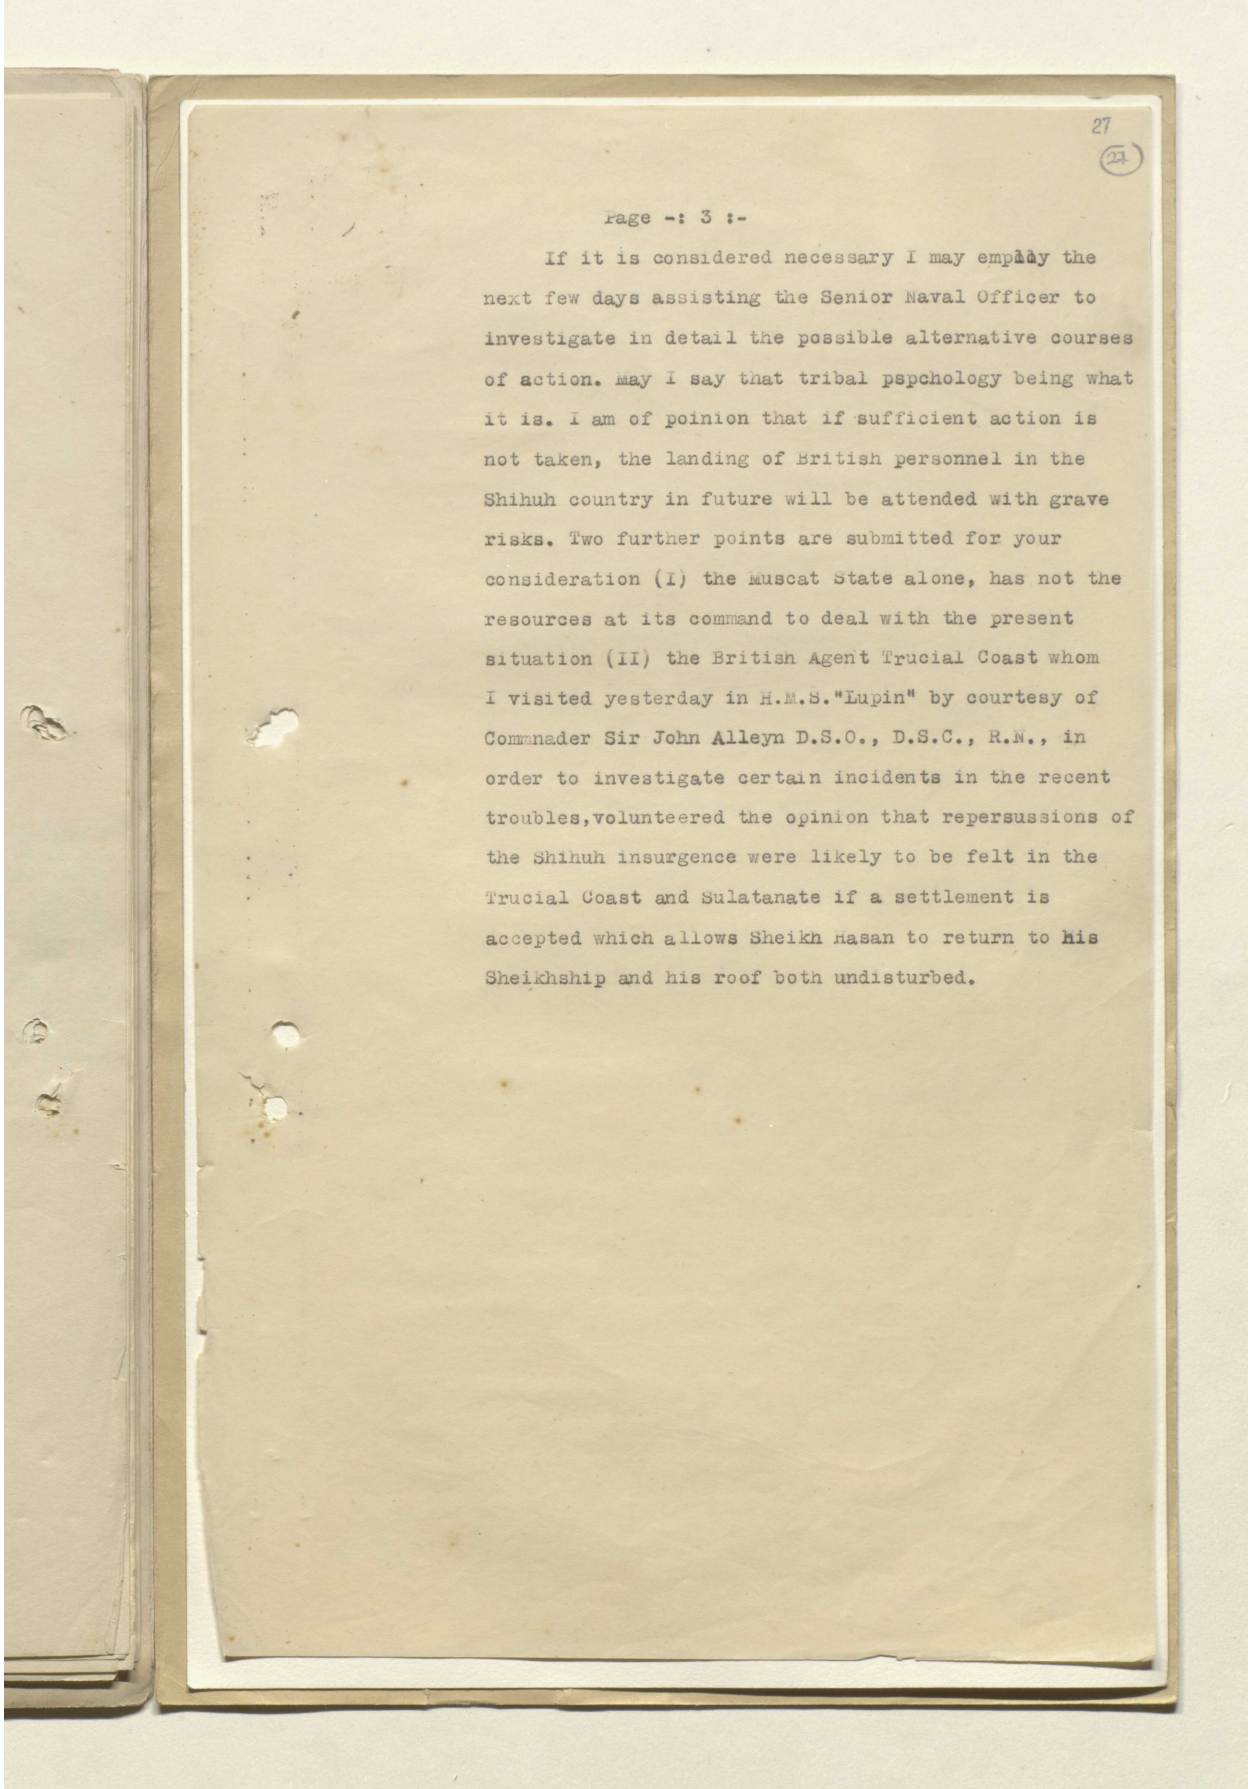 27
27
Page -: 3 :-
If it is considered necessary I may employ the
next few days assisting the Senior Naval Officer to
investigate in detail the possible alternative courses
of action. May I say that tribal pspchology being what
it is. I am of poinion that if sufficient action is
not taken, the landing of British personnel in the
Shihuh country in future will be attended with grave
risks. Two further points are submitted for your
consideration (I) the Muscat State alone, has not the
resources at its command to deal with the present
situation (II) the British Agent Trucial Coast whom
I visited yesterday in H.M.S."Lupin" by courtesy of
Commnader Sir John Alleyn D.S.O., D.S.C., R.N., in
order to investigate certain incidents in the recent
troubles,volunteered the opinion that repersussions of
the Shihuh insurgence were likely to be felt in the
Trucial Coast and Sulatanate if a settlement is
accepted which allows Sheikh Hasan to return to his
Sheikhship and his roof both undisturbed.